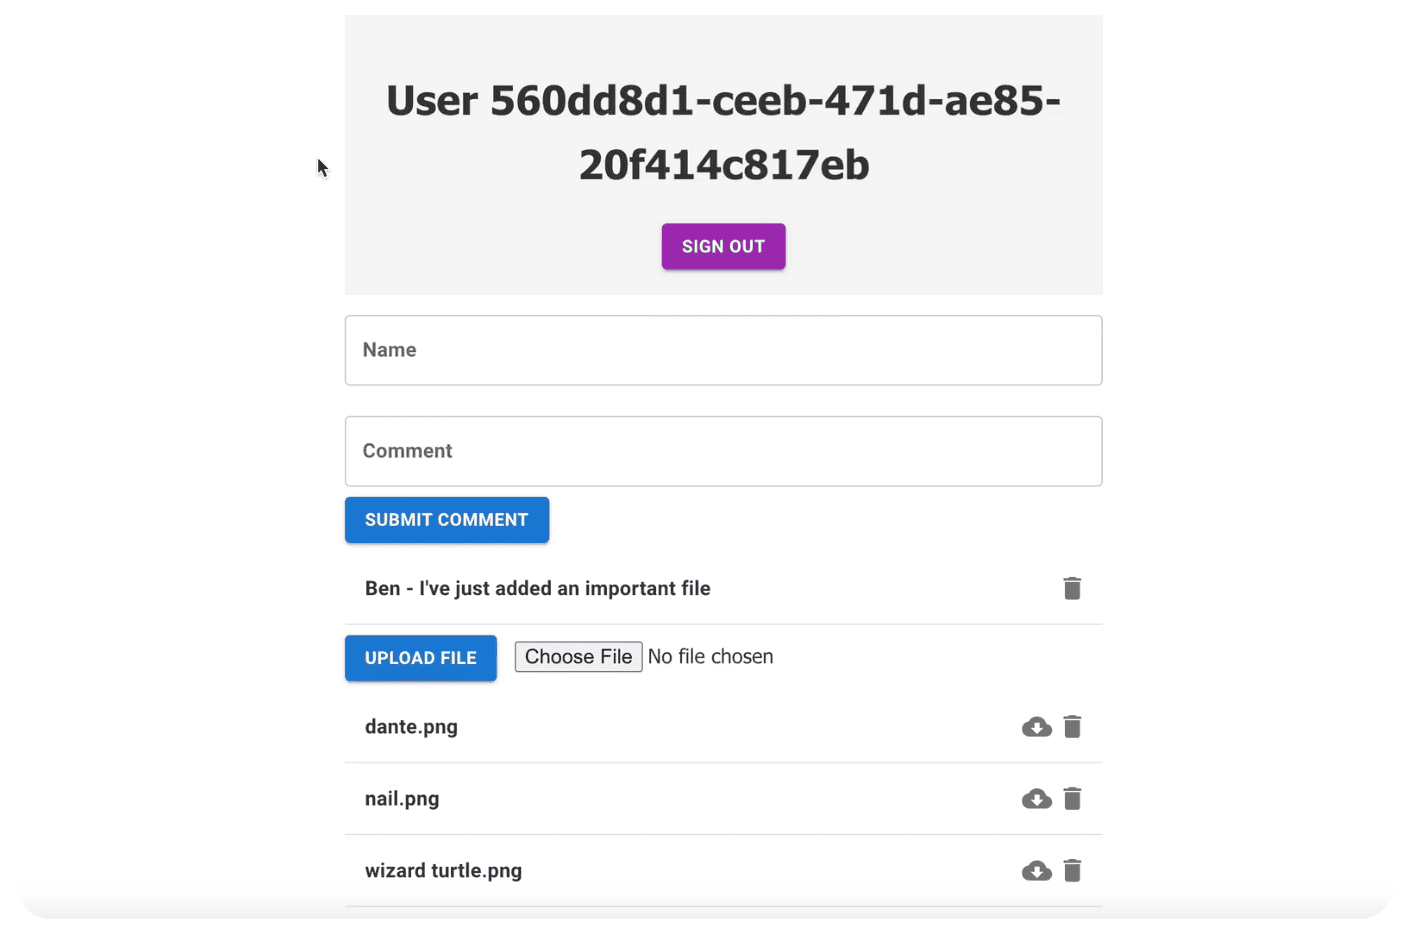 User 560dd8d1-ceeb-471d-ae85-
20f414c817eb
SIGN OUT
Name
Comment
SUBMIT COMMENT
Ben - I've just added an important file
UPLOAD FILE Choose File No file chosen
dante.png
nail.png
wizard turtle.png